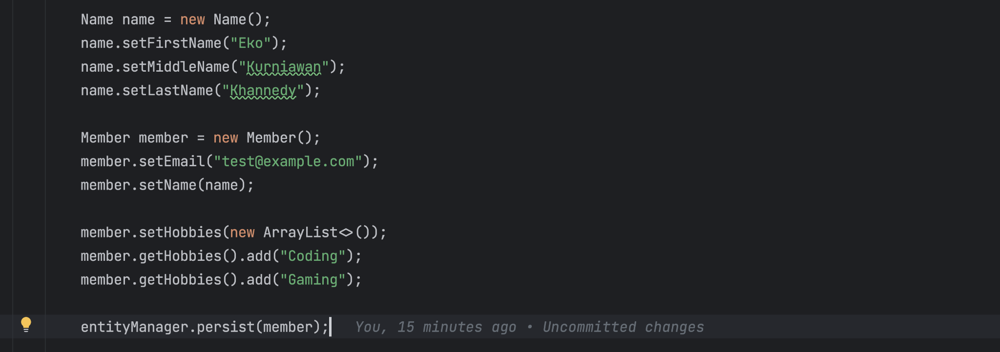 Name name = new Name();
name.setFirstName("Eko");
name.setMiddleName("Kurniawan");
name.setLastName("Khannedy");
Member member = new Member();
member.setEmail("test@example.com");
member.setName(name);
member.setHobbies(new ArrayList<>());
member.getHobbies().add("Coding");
member.getHobbies().add("Gaming");
entityManager.persist(member); You, 15 minutes ago • Uncommitted changes